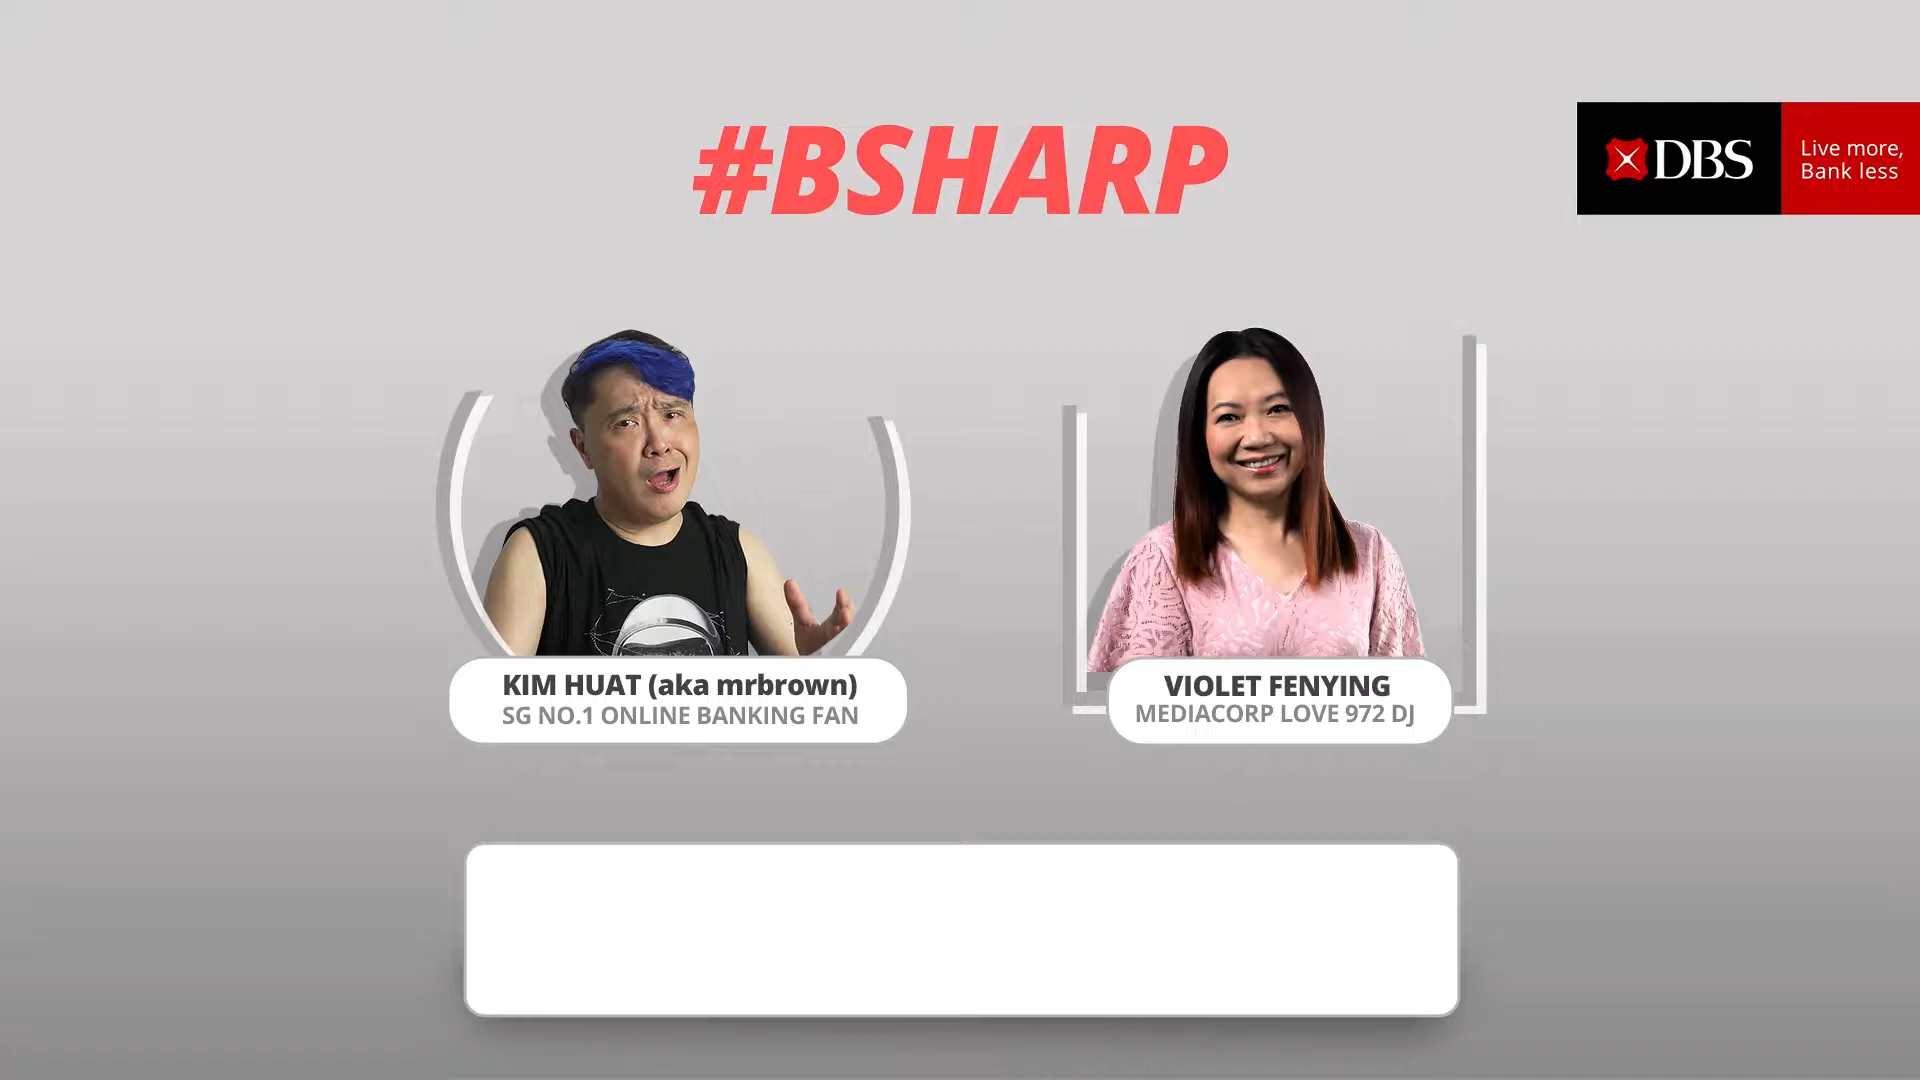 #BSHARP
DBS
Live more,
Bank less
KIM HUAT (aka mrbrown)
SG NO.1 ONLINE BANKING FAN
VIOLET FENYING
MEDIACORP LOVE 972 DJ